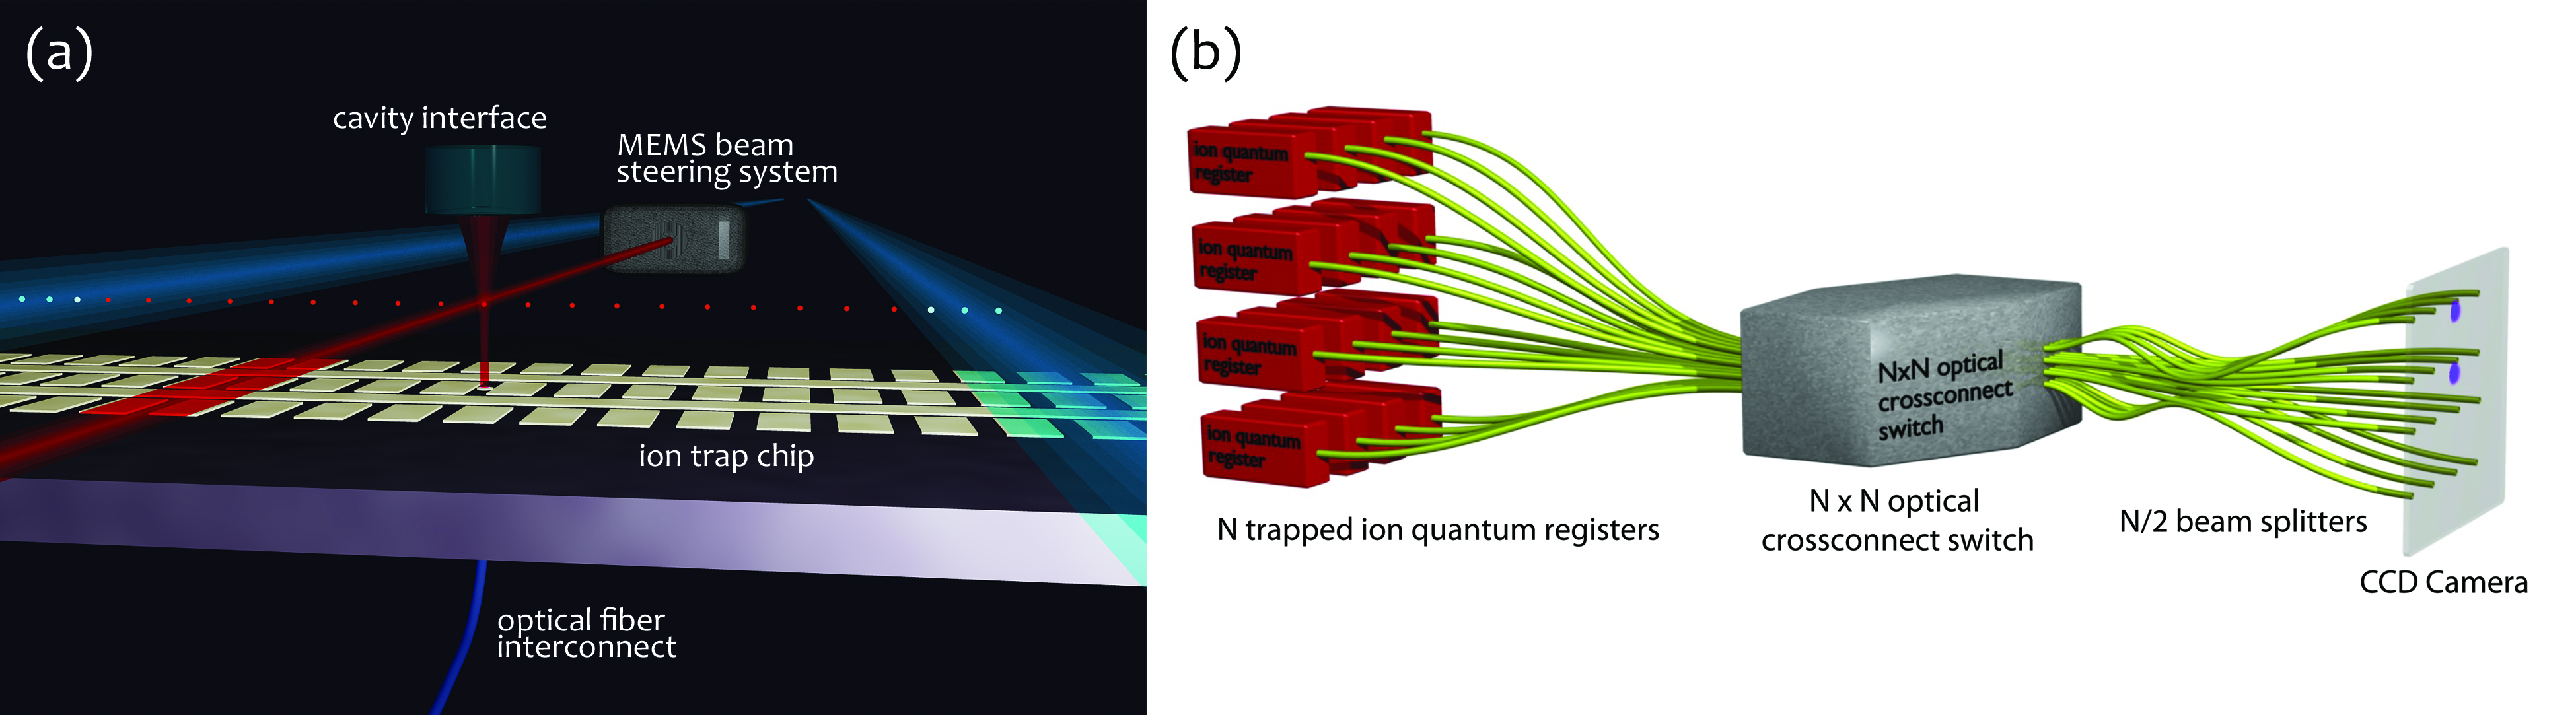 (a)
cavity interface
MEMS beam
steering system
ion trap chip
optical fiber
interconnect
(b)
ion quantum
register
ion quantum
register
ion quantum
register
ion quantum
register
NxN optical
crossconnect
switch
N trapped ion quantum registers
N x N optical
crossconnect switch
N/2 beam splitters
CCD Camera